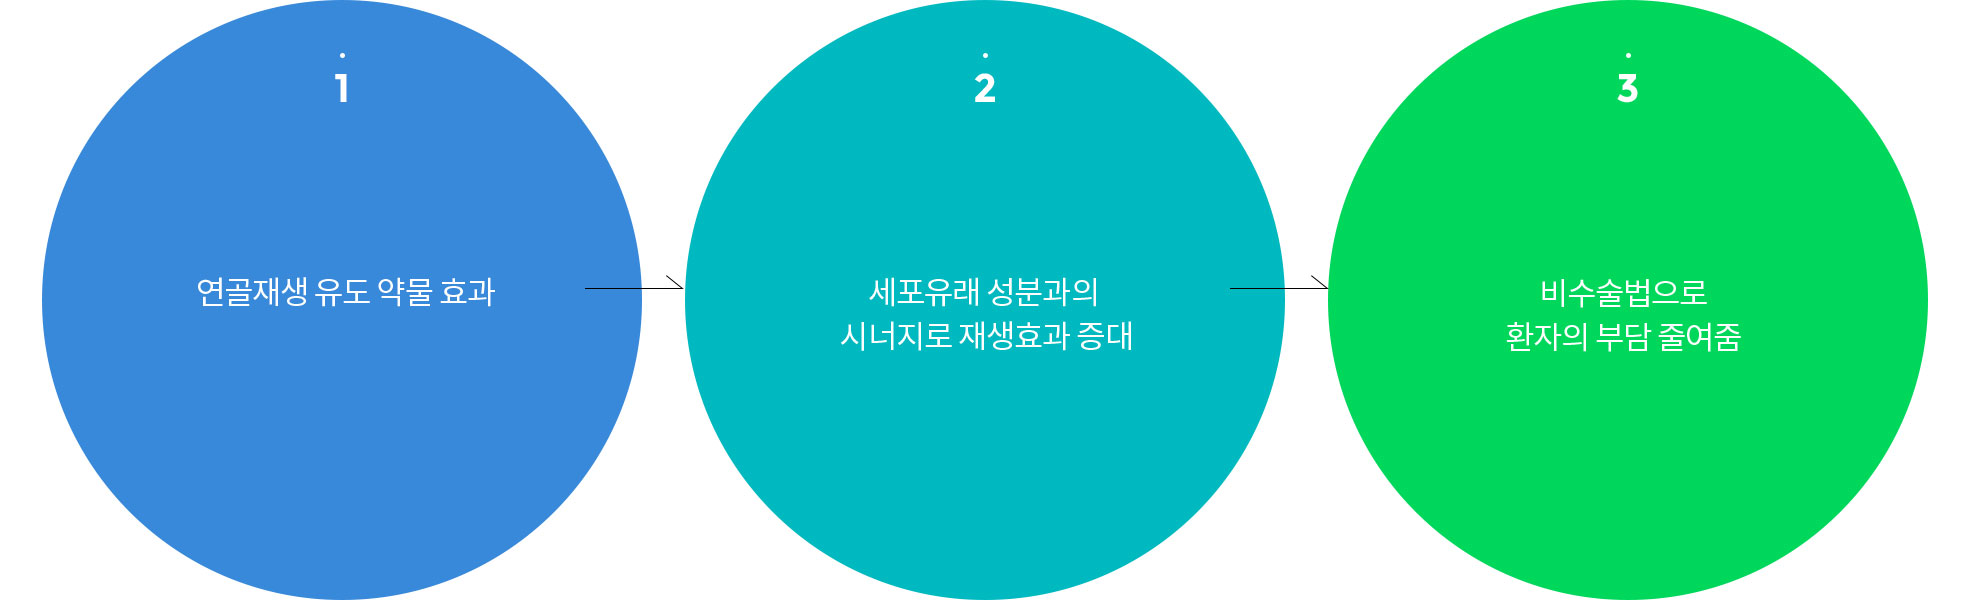 1
연골재생 유도 약물 효과
2
세포유래 성분과의
시너지로 재생효과 증대
3
비수술법으로
환자의 부담 줄여줌